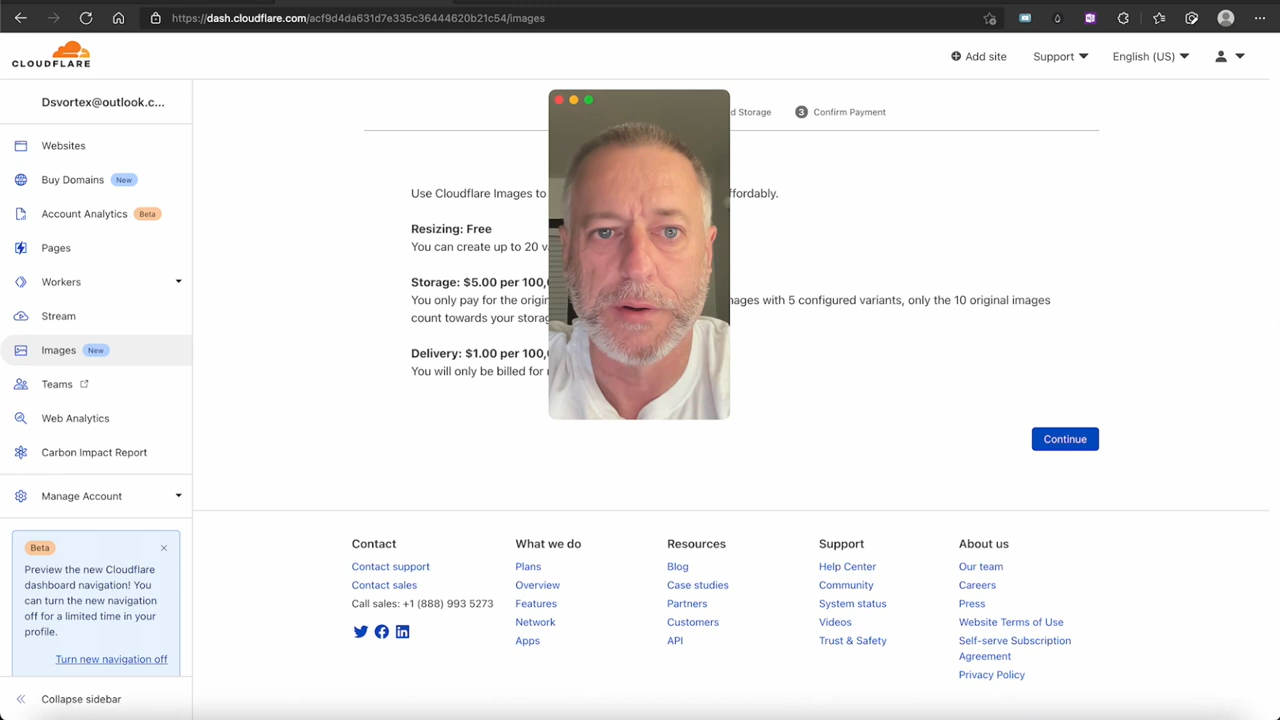 https://dash.cloudflare.com/acf9d4da631d7e335c36444620b21c54/images
CLOUDFLARE
Add site
Support
English (US)
Dsvortex@outlook.c...
Websites
Buy Domains New
Account Analytics Beta
Pages
Workers
Stream
Images New
Teams
Web Analytics
Carbon Impact Report
Manage Account
Beta
Preview the new Cloudflare
dashboard navigation! You
can turn the new navigation
off for a limited time in your
profile.
Turn new navigation off
Collapse sidebar
d Storage
3 Confirm Payment
Use Cloudflare Images to ffordably.
Resizing: Free
You can create up to 20 v
Storage: $5.00 per 100,
You only pay for the origin mages with 5 configured variants, only the 10 original images
count towards your storag
Delivery: $1.00 per 100,
You will only be billed for
Continue
Contact
Contact support
Contact sales
Call sales: +1 (888) 993 5273
What we do
Plans
Overview
Features
Network
Apps
Resources
Blog
Case studies
Partners
Customers
API
Support
Help Center
Community
System status
Videos
Trust & Safety
About us
Our team
Careers
Press
Website Terms of Use
Self-serve Subscription
Agreement
Privacy Policy